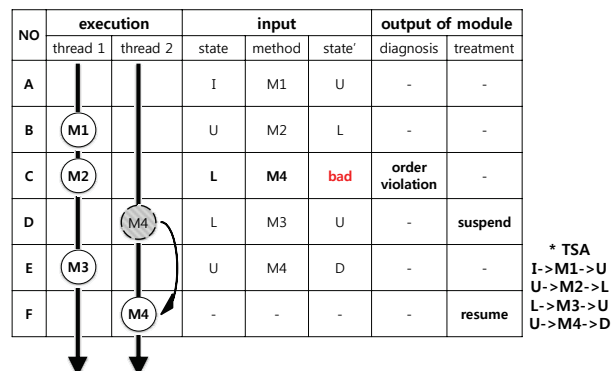 NO execution input output of module
thread 1 thread 2 state method state' diagnosis treatment
A I M1 U - -
B M1 U M2 L - -
C M2 L M4 bad order violation -
D M4 L M3 U - suspend
E M3 U M4 D - -
F M4 - - - - resume
* TSA
I->M1->U
U->M2->L
L->M3->U
U->M4->D